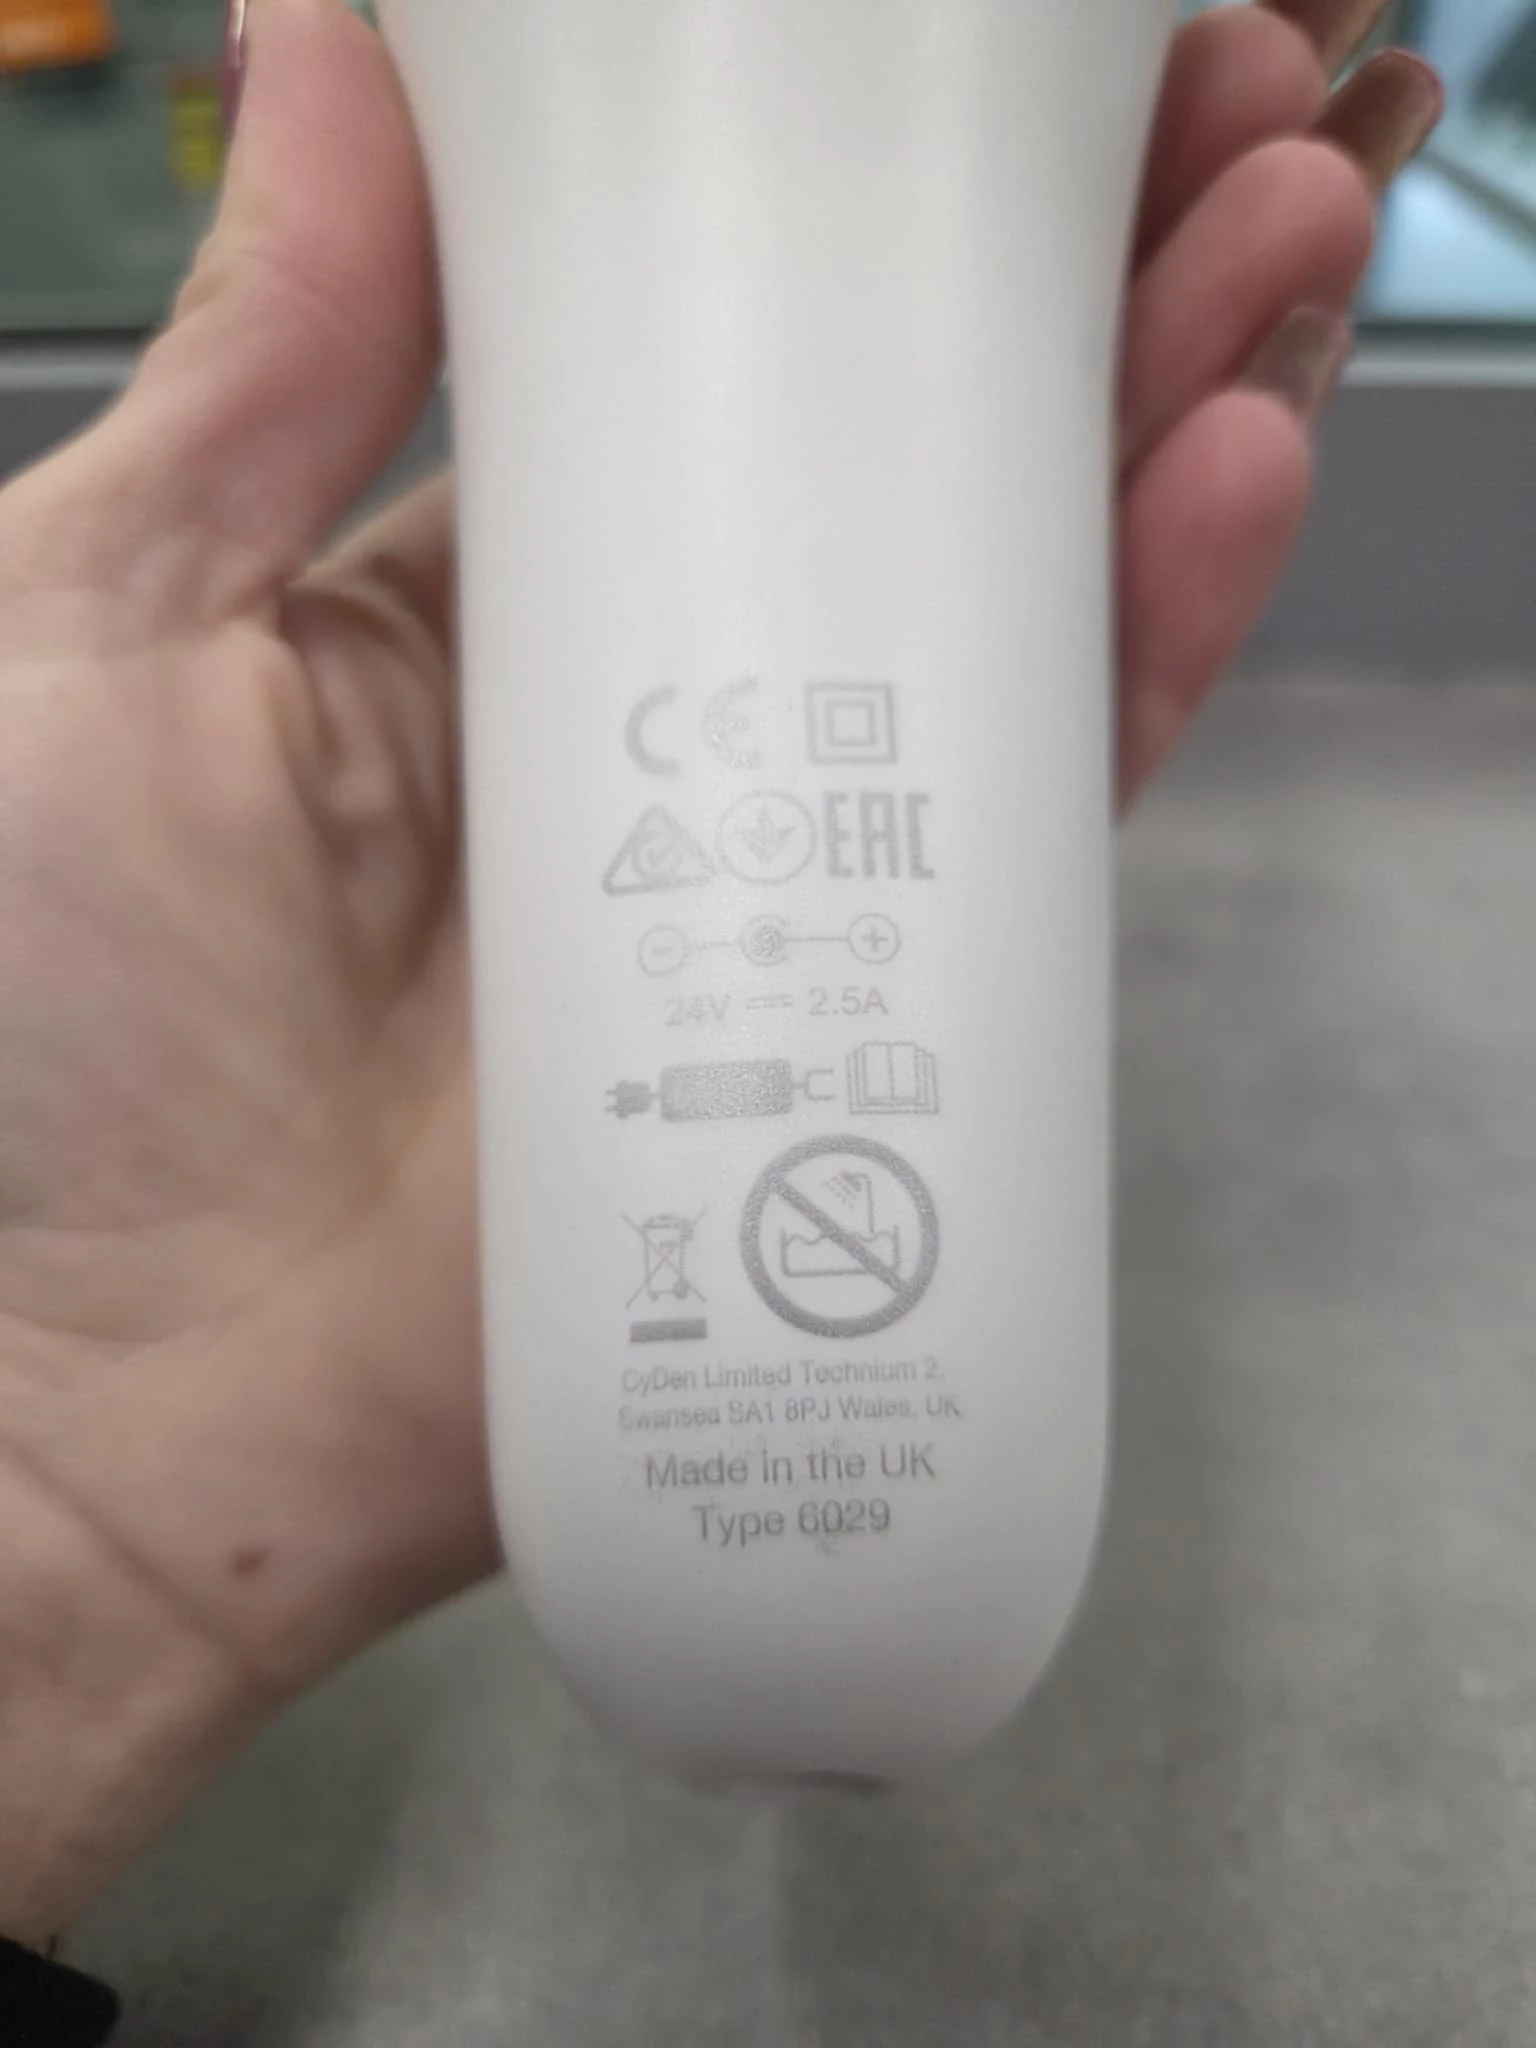 CE
EAC
24V ⎓ 2.5A
CyDen Limited Technium 2,
Swansea SA1 8PJ Wales, UK
Made in the UK
Type 6029